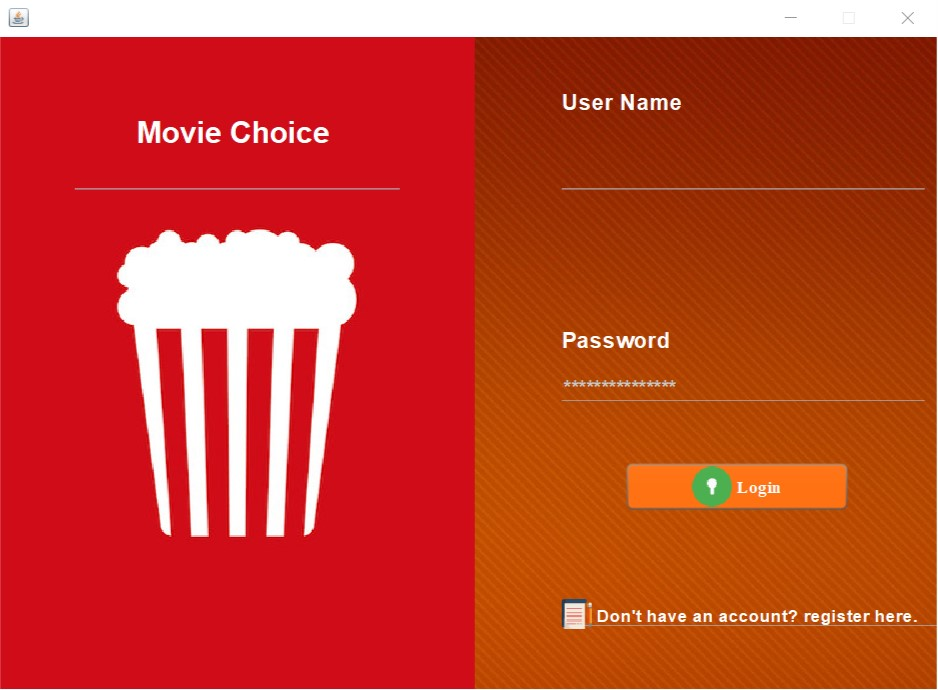 Movie Choice
User Name
Password
***************
Login
Don't have an account? register here.